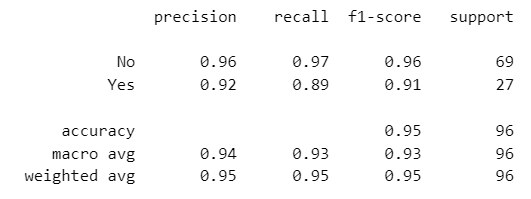 precision recall f1-score support
No 0.96 0.97 0.96 69
Yes 0.92 0.89 0.91 27
accuracy 0.95 96
macro avg 0.94 0.93 0.93 96
weighted avg 0.95 0.95 0.95 96